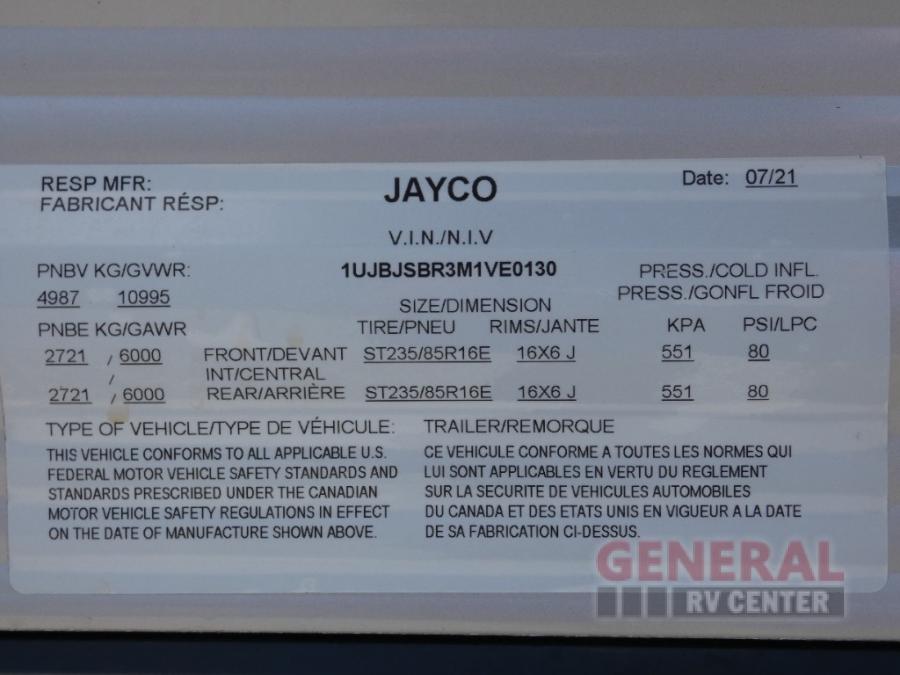 RESP MFR: JAYCO Date: 07/21
FABRICANT RÉSP:
V.I.N./N.I.V
PNBV KG/GVWR: 1UJBJSBR3M1VE0130 PRESS./COLD INFL.
4987 10995 SIZE/DIMENSION PRESS./GONFL FROID
PNBE KG/GAWR TIRE/PNEU RIMS/JANTE KPA PSI/LPC
2721 / 6000 FRONT/DEVANT ST235/85R16E 16X6 J 551 80
/ INT/CENTRAL
2721 / 6000 REAR/ARRIÈRE ST235/85R16E 16X6 J 551 80
TYPE OF VEHICLE/TYPE DE VÉHICULE: TRAILER/REMORQUE
THIS VEHICLE CONFORMS TO ALL APPLICABLE U.S.
FEDERAL MOTOR VEHICLE SAFETY STANDARDS AND
STANDARDS PRESCRIBED UNDER THE CANADIAN
MOTOR VEHICLE SAFETY REGULATIONS IN EFFECT
ON THE DATE OF MANUFACTURE SHOWN ABOVE.
CE VEHICULE CONFORME A TOUTES LES NORMES QUI
LUI SONT APPLICABLES EN VERTU DU REGLEMENT
SUR LA SECURITE DE VEHICULES AUTOMOBILES
DU CANADA ET DES ETATS UNIS EN VIGUEUR A LA DATE
DE SA FABRICATION CI-DESSUS.
GENERAL
RV CENTER